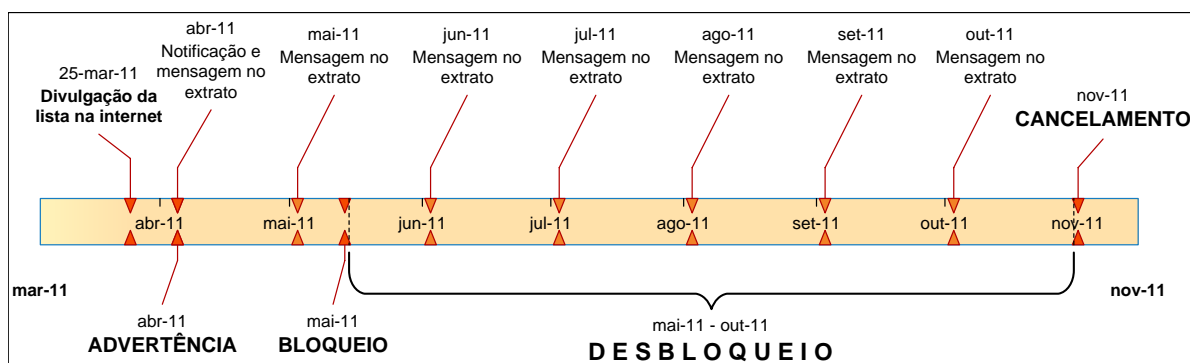 25-mar-11
Divulgação da
lista na internet
abr-11
Notificação e
mensagem no
extrato
mai-11
Mensagem no
extrato
jun-11
Mensagem no
extrato
jul-11
Mensagem no
extrato
ago-11
Mensagem no
extrato
set-11
Mensagem no
extrato
out-11
Mensagem no
extrato
nov-11
CANCELAMENTO
abr-11 mai-11 jun-11 jul-11 ago-11 set-11 out-11 nov-11
mar-11
nov-11
abr-11
ADVERTÊNCIA
mai-11
BLOQUEIO
mai-11 - out-11
D E S B L O Q U E I O